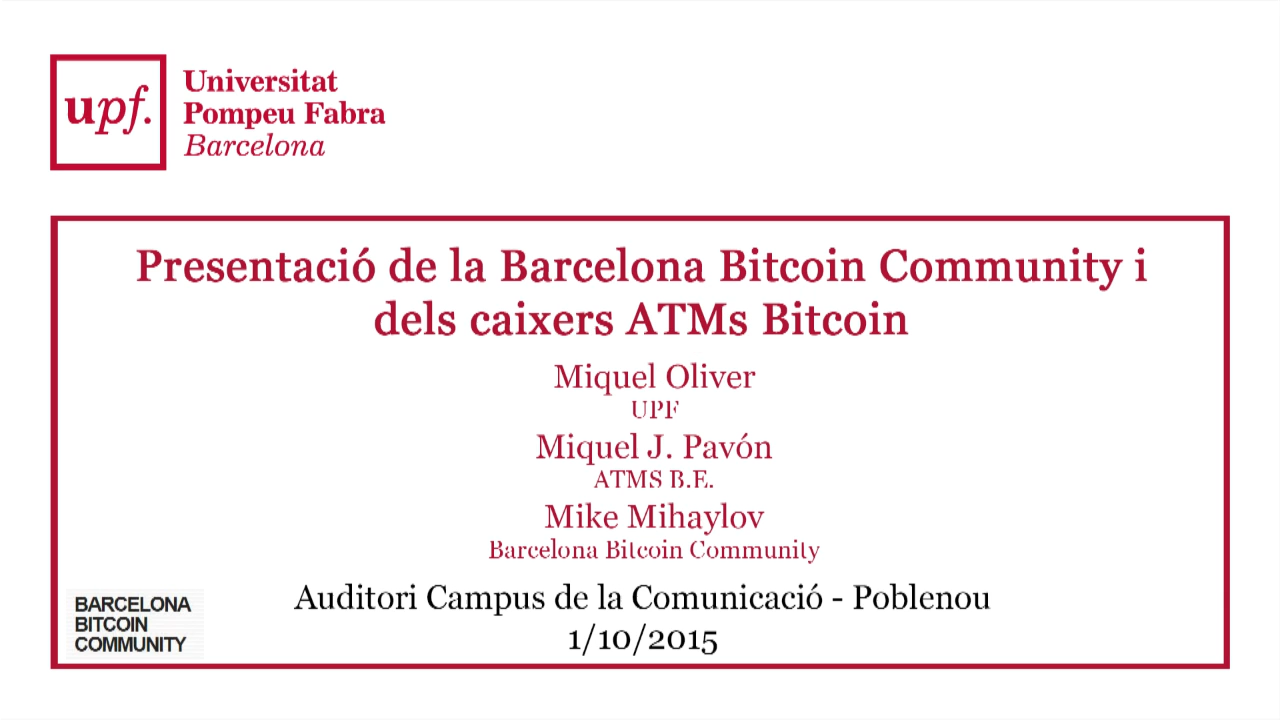 upf.
Universitat
Pompeu Fabra
Barcelona
Presentació de la Barcelona Bitcoin Community i
dels caixers ATMs Bitcoin
Miquel Oliver
UPF
Miquel J. Pavón
ATMS B.E.
Mike Mihaylov
Barcelona Bitcoin Community
Auditori Campus de la Comunicació - Poblenou
1/10/2015
BARCELONA
BITCOIN
COMMUNITY